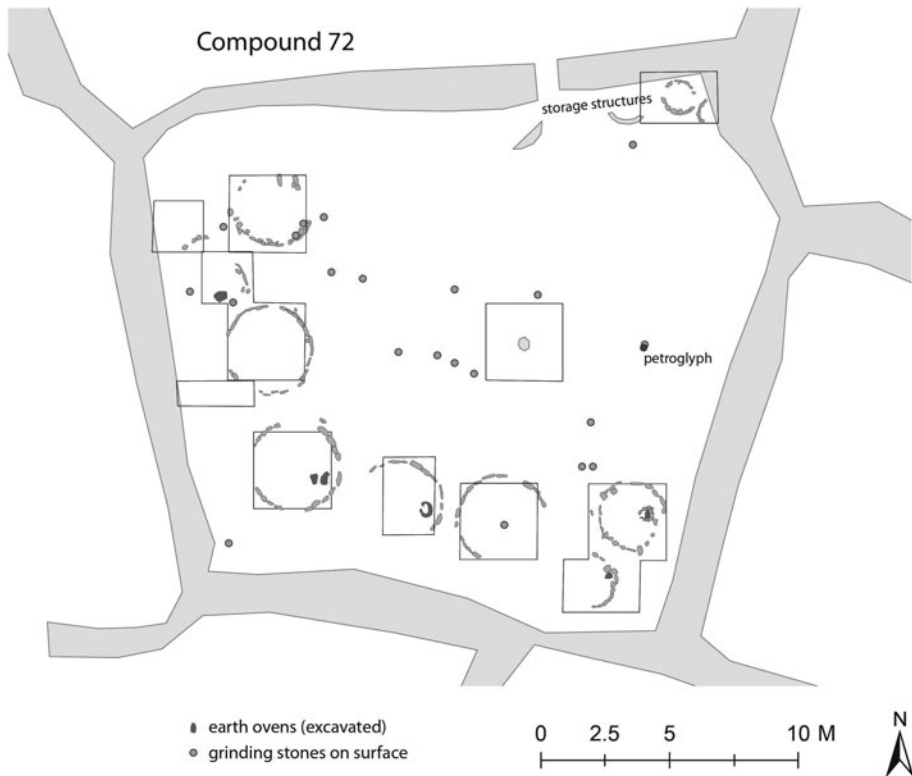 Compound 72
storage structures
petroglyph
earth ovens (excavated)
grinding stones on surface
0 2.5 5 10 M
N